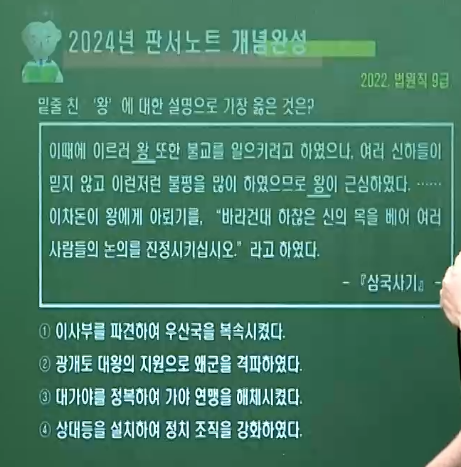 2024년 판서노트 개념완성
2022. 법원직 9급
밑줄 친 '왕'에 대한 설명으로 가장 옳은 것은?
이때에 이르러 왕 또한 불교를 일으키려고 하였으나, 여러 신하들이
믿지 않고 이런저런 불평을 많이 하였으므로 왕이 근심하였다. ……
이차돈이 왕에게 아뢰기를, "바라건대 하찮은 신의 목을 베어 여러
사람들의 논의를 진정시키십시오." 라고 하였다.
- 『삼국사기』 -
① 이사부를 파견하여 우산국을 복속시켰다.
② 광개토 대왕의 지원으로 왜군을 격파하였다.
③ 대가야를 정복하여 가야 연맹을 해체시켰다.
④ 상대등을 설치하여 정치 조직을 강화하였다.